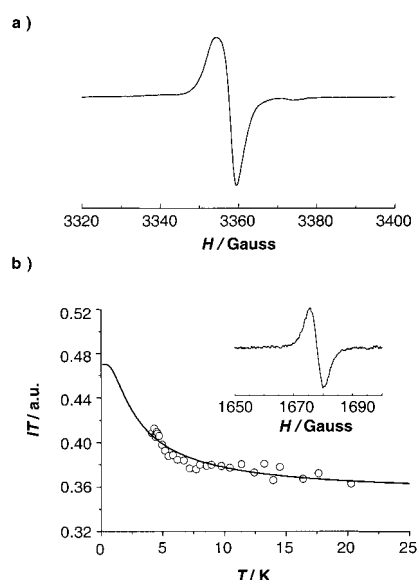 a )
3320 3340 3360 3380 3400
H / Gauss
b )
0.52
0.48
0.44
0.40
0.36
0.32
IT / a.u.
1650 1670 1690
H / Gauss
0 5 10 15 20 25
T / K